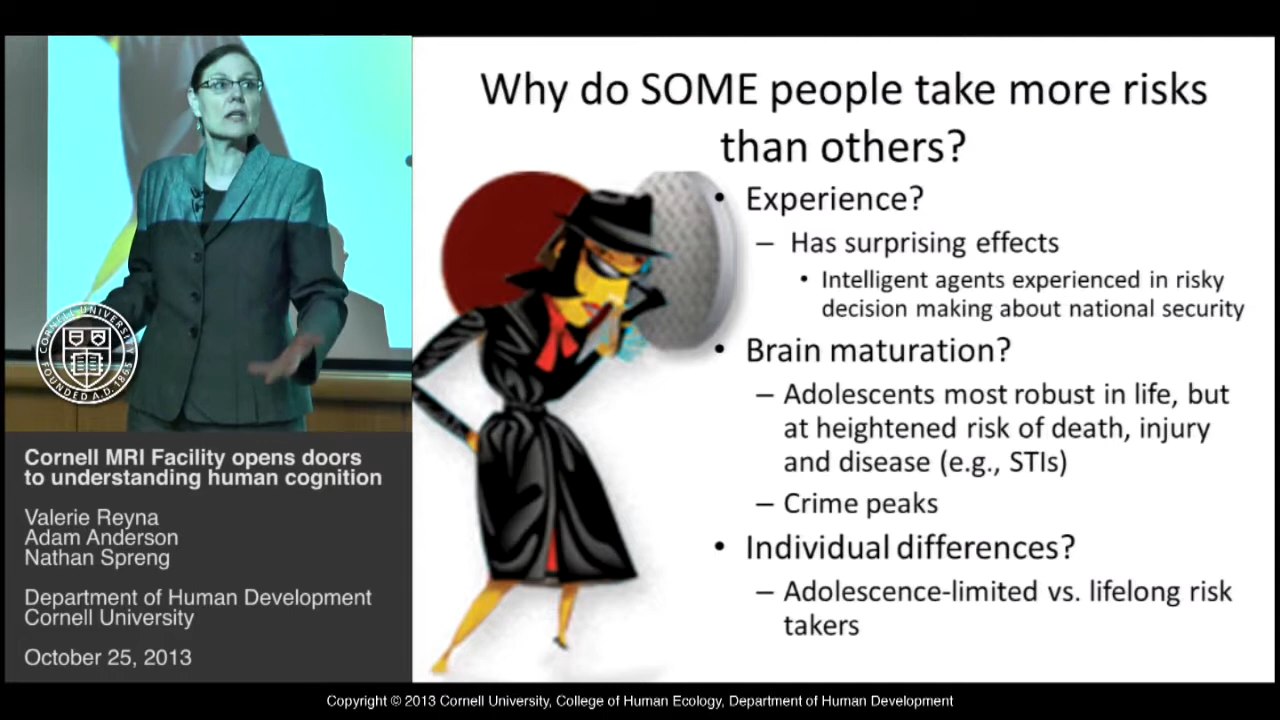 Why do SOME people take more risks
than others?
• Experience?
– Has surprising effects
• Intelligent agents experienced in risky
decision making about national security
• Brain maturation?
– Adolescents most robust in life, but
at heightened risk of death, injury
and disease (e.g., STIs)
– Crime peaks
• Individual differences?
– Adolescence-limited vs. lifelong risk
takers
CORNELL UNIVERSITY
FOUNDED A.D. 1865
Cornell MRI Facility opens doors
to understanding human cognition
Valerie Reyna
Adam Anderson
Nathan Spreng
Department of Human Development
Cornell University
October 25, 2013
Copyright © 2013 Cornell University, College of Human Ecology, Department of Human Development